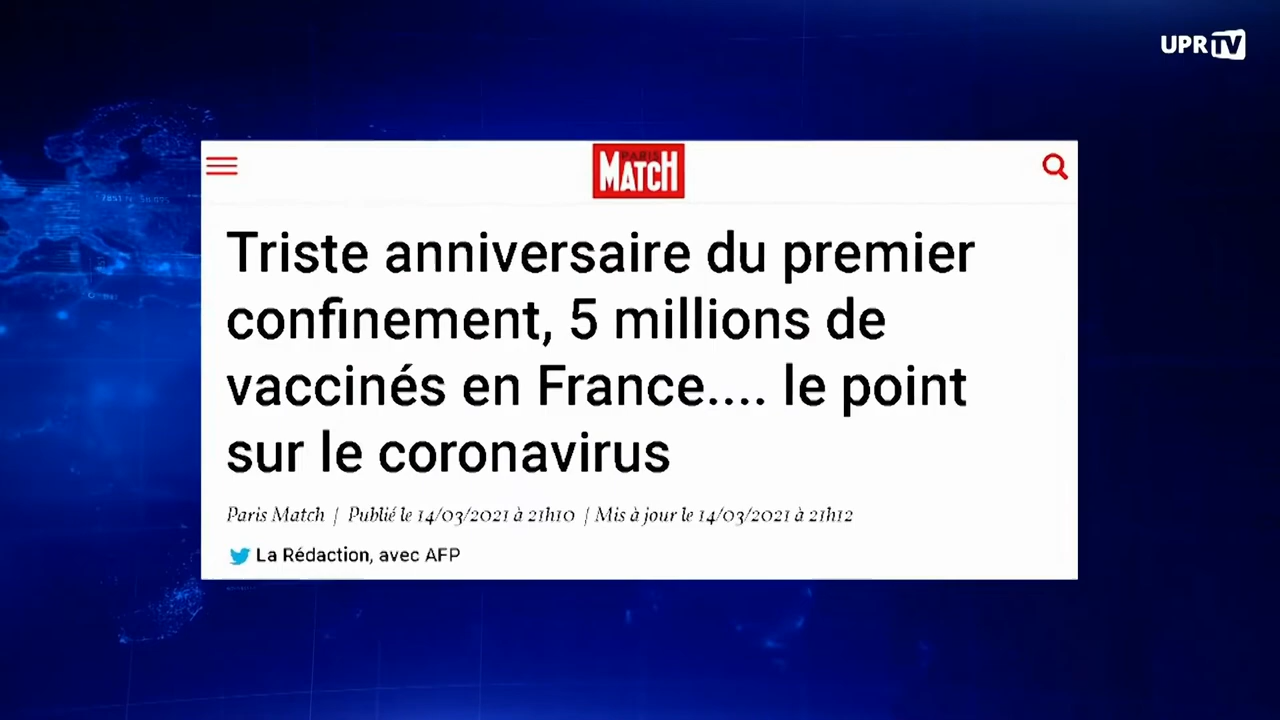 UPR TV
PARIS
MATCH
Triste anniversaire du premier
confinement, 5 millions de
vaccinés en France.... le point
sur le coronavirus
Paris Match | Publié le 14/03/2021 à 21h10 | Mis à jour le 14/03/2021 à 21h12
La Rédaction, avec AFP